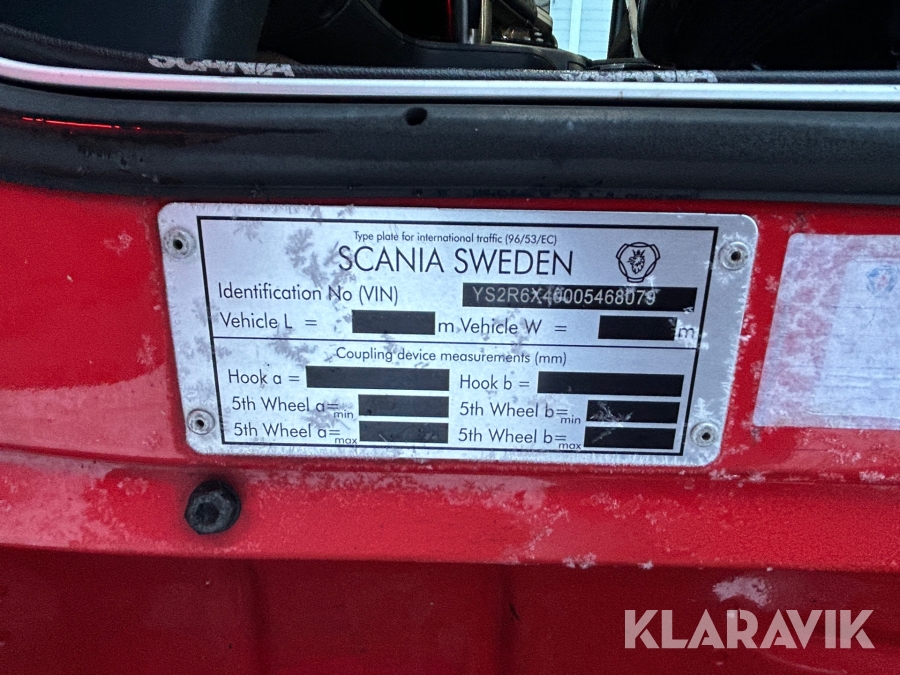 SCANIA
Type plate for international traffic (96/53/EC)
SCANIA SWEDEN
Identification No (VIN) YS2R6X40005468079
Vehicle L = m Vehicle W = m
Coupling device measurements (mm)
Hook a = Hook b =
5th Wheel a=min 5th Wheel b=min
5th Wheel a=max 5th Wheel b=max
KLARAVIK